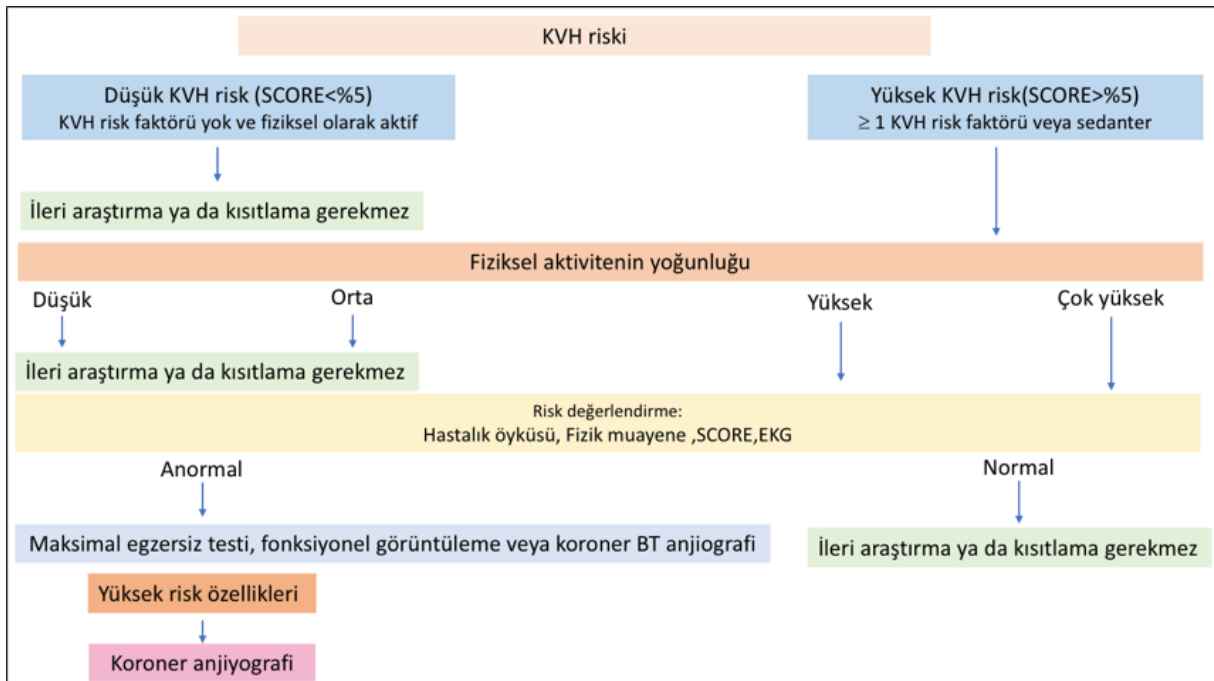 KVH riski
Düşük KVH risk (SCORE<%5)
KVH risk faktörü yok ve fiziksel olarak aktif
Yüksek KVH risk(SCORE>%5)
≥ 1 KVH risk faktörü veya sedanter
İleri araştırma ya da kısıtlama gerekmez
Fiziksel aktivitenin yoğunluğu
Düşük
Orta
Yüksek
Çok yüksek
İleri araştırma ya da kısıtlama gerekmez
Risk değerlendirme:
Hastalık öyküsü, Fizik muayene ,SCORE,EKG
Anormal
Normal
Maksimal egzersiz testi, fonksiyonel görüntüleme veya koroner BT anjiografi
İleri araştırma ya da kısıtlama gerekmez
Yüksek risk özellikleri
Koroner anjiyografi